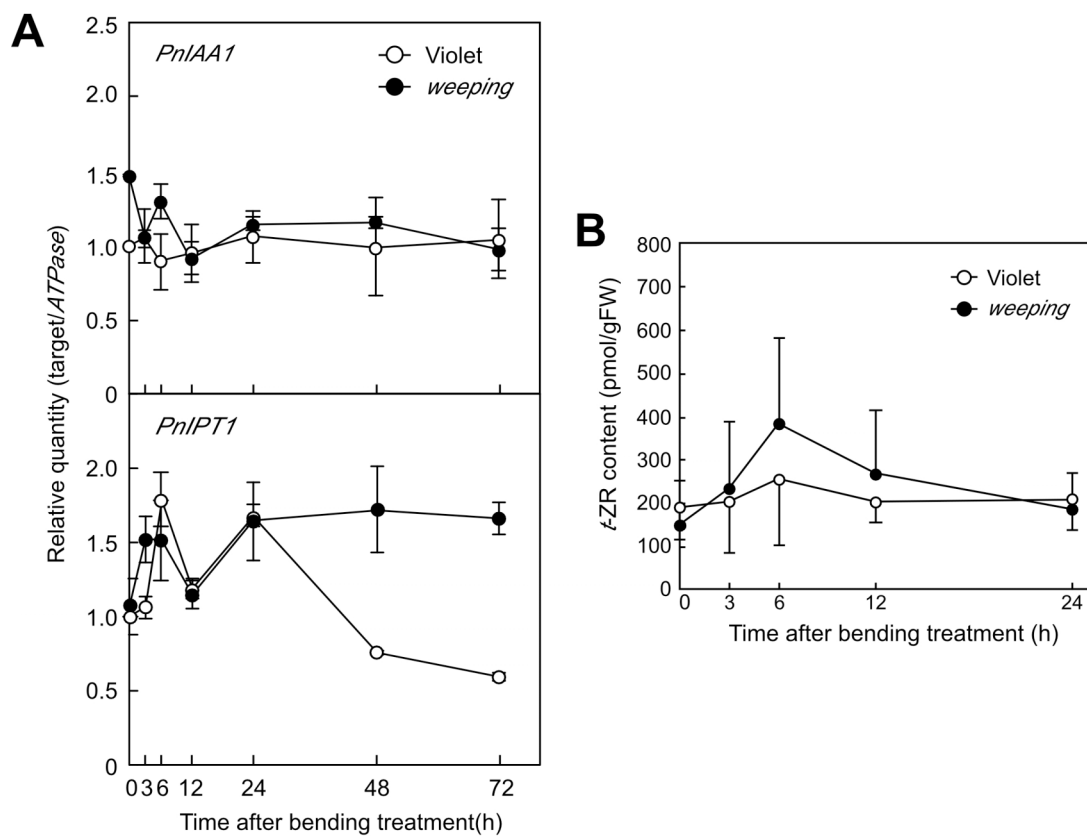 A
PnIAA1
Violet
weeping
2.5
2.0
1.5
1.0
0.5
0
Relative quantity (target/ATPase)
PnIPT1
2.0
1.5
1.0
0.5
0
0 3 6 12 24 48 72
Time after bending treatment(h)
B
Violet
weeping
800
700
600
500
400
300
200
100
0
t-ZR content (pmol/gFW)
0 3 6 12 24
Time after bending treatment (h)